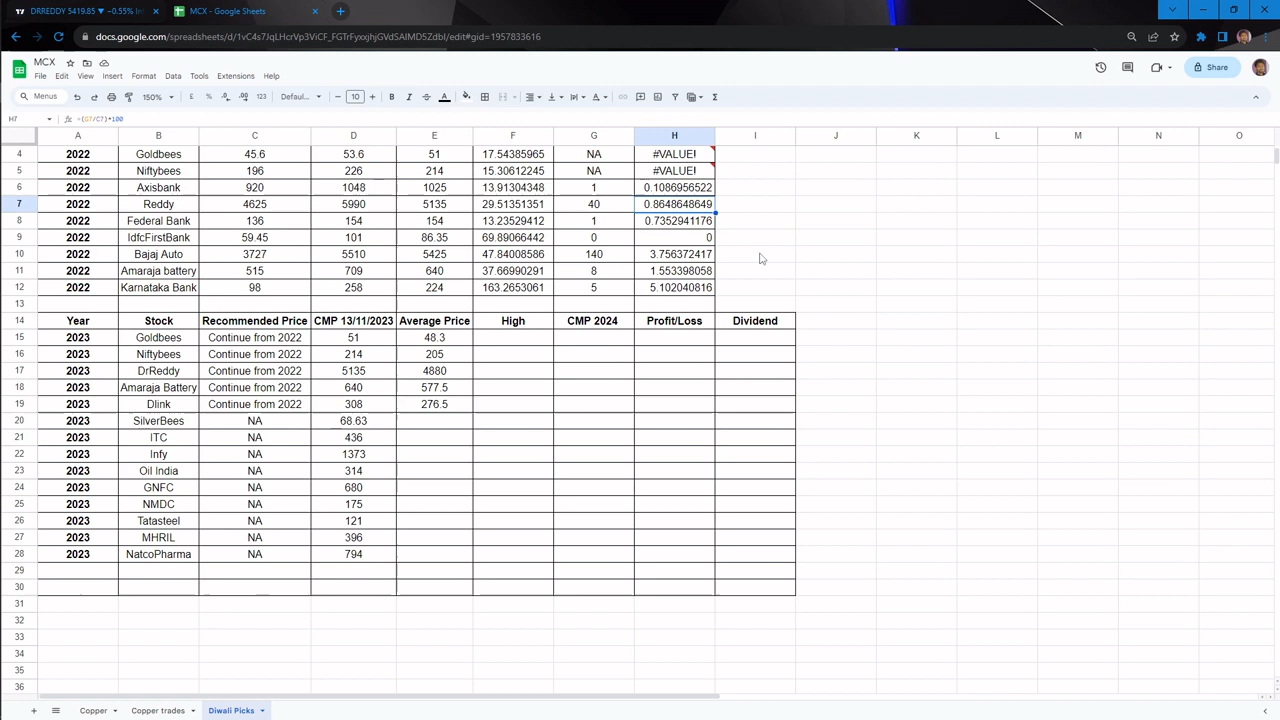 DRREDDY 5419.85 ▼ −0.55% Intel
MCX - Google Sheets
docs.google.com/spreadsheets/d/1vC4s7JqLHcrVp3ViCF_FGTrFyxxjhjGVdSAIMD5Zdbl/edit#gid=1957833616
MCX
File Edit View Insert Format Data Tools Extensions Help
Share
Menus 150% £ % .0 .00 123 Defaul... 10 B I A Σ
H7 fx =(G7/C7)*100
A B C D E F G H I J K L M N O
4 2022 Goldbees 45.6 53.6 51 17.54385965 NA #VALUE!
5 2022 Niftybees 196 226 214 15.30612245 NA #VALUE!
6 2022 Axisbank 920 1048 1025 13.91304348 1 0.1086956522
7 2022 Reddy 4625 5990 5135 29.51351351 40 0.8648648649
8 2022 Federal Bank 136 154 154 13.23529412 1 0.7352941176
9 2022 IdfcFirstBank 59.45 101 86.35 69.89066442 0 0
10 2022 Bajaj Auto 3727 5510 5425 47.84008586 140 3.756372417
11 2022 Amaraja battery 515 709 640 37.66990291 8 1.553398058
12 2022 Karnataka Bank 98 258 224 163.2653061 5 5.102040816
13
14 Year Stock Recommended Price CMP 13/11/2023 Average Price High CMP 2024 Profit/Loss Dividend
15 2023 Goldbees Continue from 2022 51 48.3
16 2023 Niftybees Continue from 2022 214 205
17 2023 DrReddy Continue from 2022 5135 4880
18 2023 Amaraja Battery Continue from 2022 640 577.5
19 2023 Dlink Continue from 2022 308 276.5
20 2023 SilverBees NA 68.63
21 2023 ITC NA 436
22 2023 Infy NA 1373
23 2023 Oil India NA 314
24 2023 GNFC NA 680
25 2023 NMDC NA 175
26 2023 Tatasteel NA 121
27 2023 MHRIL NA 396
28 2023 NatcoPharma NA 794
29
30
31
32
33
34
35
36
Copper Copper trades Diwali Picks